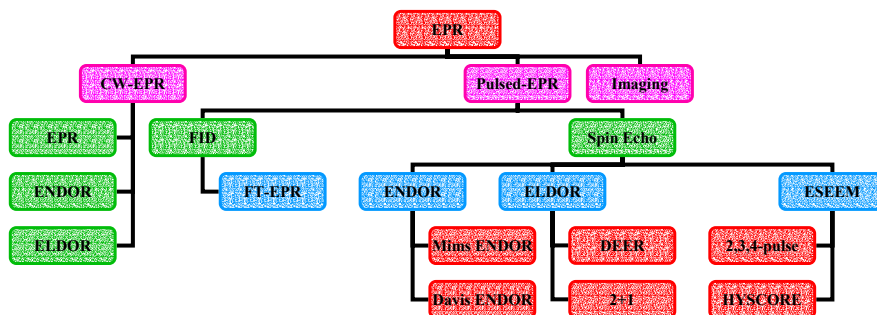 EPR
CW-EPR
Pulsed-EPR
Imaging
EPR
FID
Spin Echo
ENDOR
FT-EPR
ENDOR
ELDOR
ESEEM
ELDOR
Mims ENDOR
DEER
2,3,4-pulse
Davis ENDOR
2+1
HYSCORE